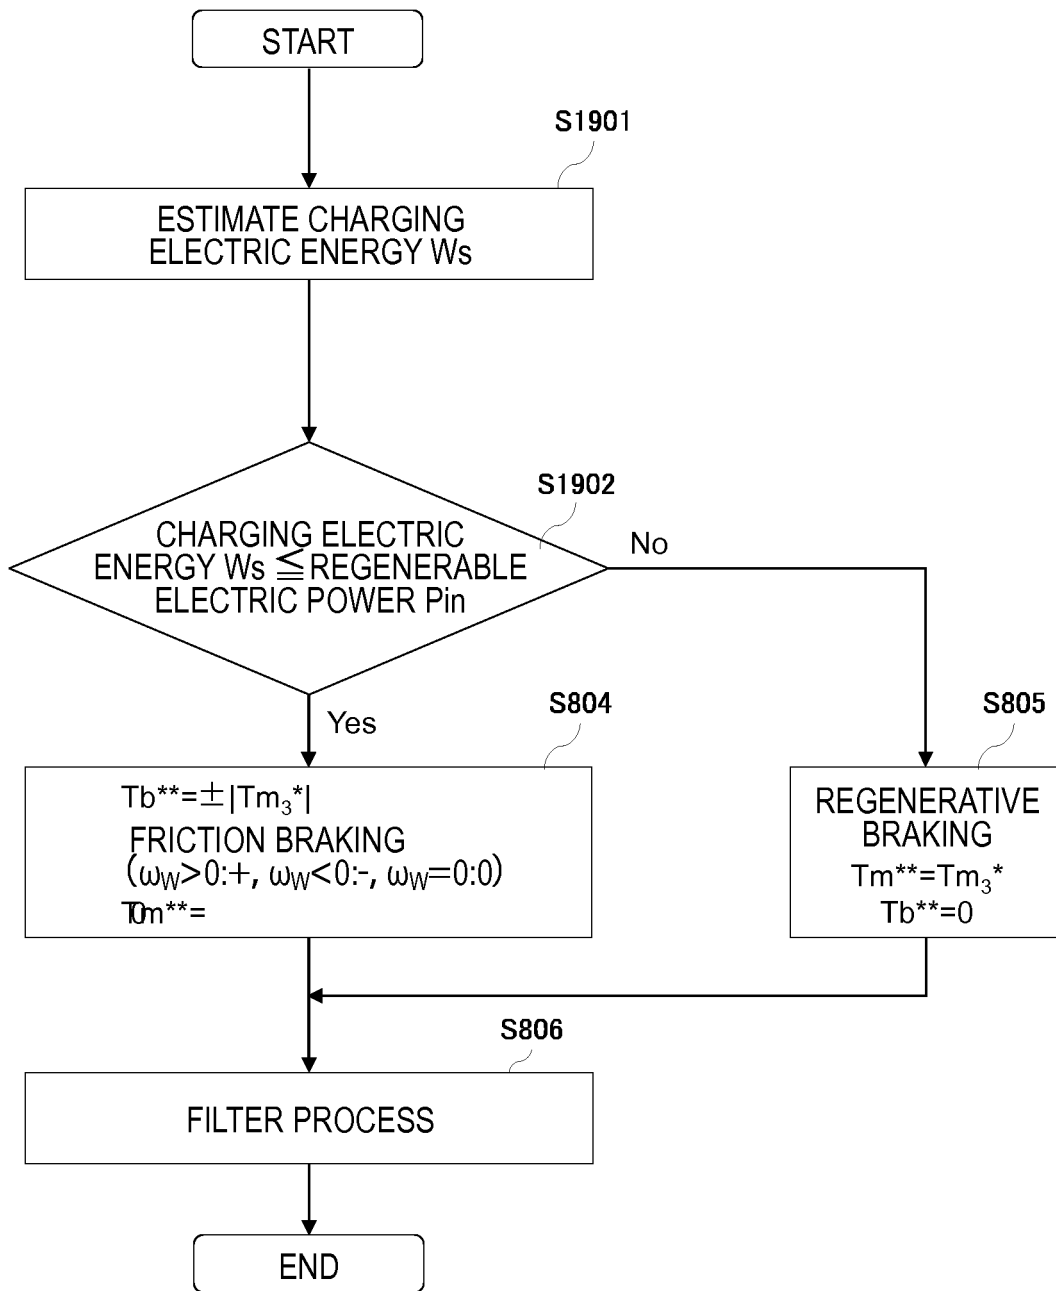 START
S1901
ESTIMATE CHARGING
ELECTRIC ENERGY Ws
S1902
CHARGING ELECTRIC
ENERGY Ws ≦ REGENERABLE
ELECTRIC POWER Pin
No
Yes
S804
Tb**=±|Tm₃*|
FRICTION BRAKING
(ωW>0:+, ωW<0:-, ωW=0:0)
Tm**=
0
S805
REGENERATIVE
BRAKING
Tm**=Tm₃*
Tb**=0
S806
FILTER PROCESS
END